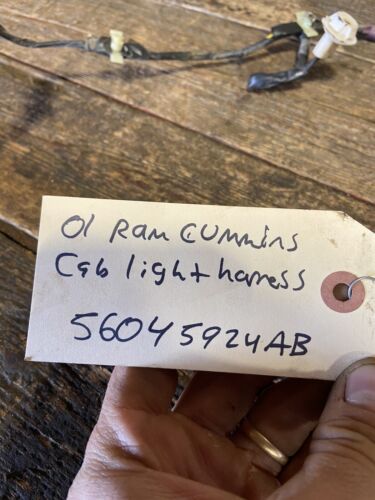 01 Ram CUMMINS
Cab light harness
56045924AB